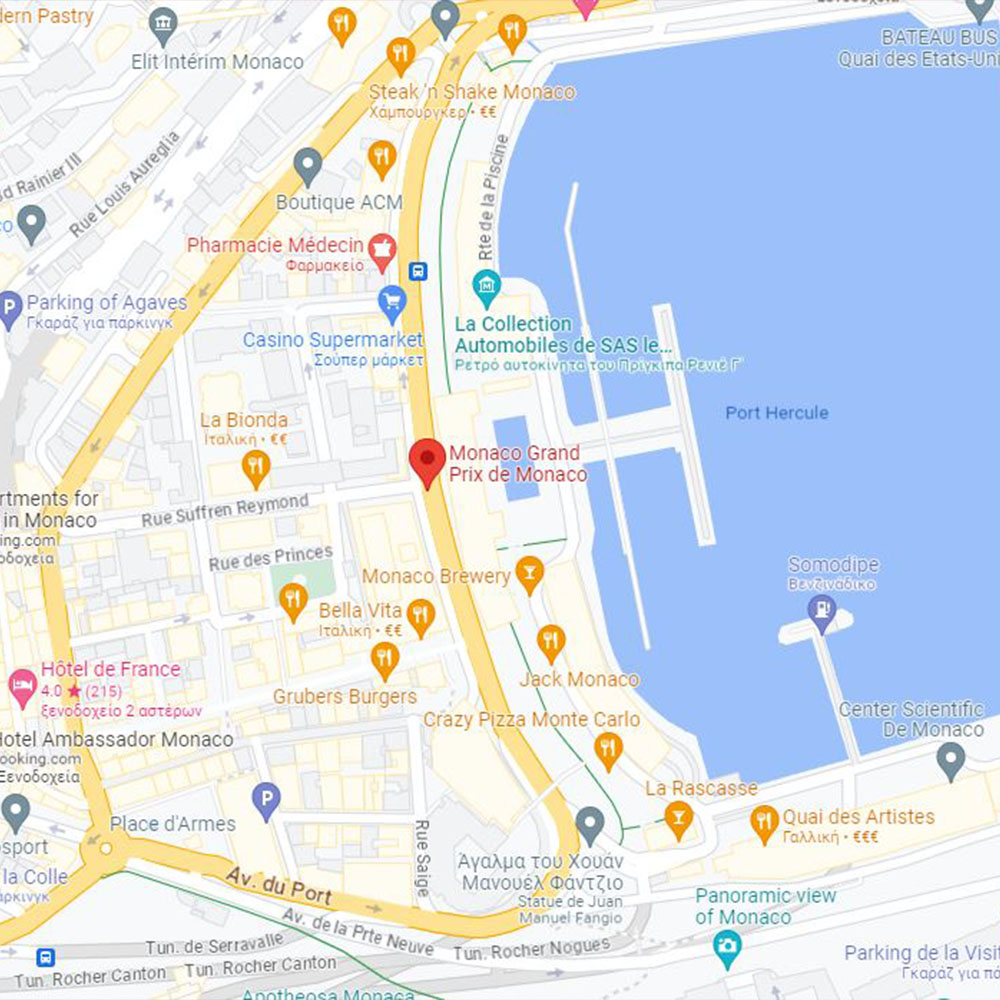 ern Pastry
Elit Intérim Monaco
BATEAU BUS
Quai des Etats-Uni
Steak 'n Shake Monaco
Χάμπουργκερ • €€
Rue Louis Aureglia
d Rainier III
Rte de la Piscine
Boutique ACM
co
Pharmacie Médecin
Φαρμακείο
P
Parking of Agaves
Γκαράζ για πάρκινγκ
La Collection
Automobiles de SAS le...
Ρετρό αυτοκίνητα του Πρίγκιπα Ρενιέ Γ'
Casino Supermarket
Σούπερ μάρκετ
Port Hercule
La Bionda
Ιταλική • €€
Monaco Grand
Prix de Monaco
rtments for
in Monaco
ng.com
οδοχεία
Rue Suffren Reymond
Rue des Princes
Monaco Brewery
Somodipe
Βενζινάδικο
Bella Vita
Ιταλική • €€
Hôtel de France
4.0 ★ (215)
ξενοδοχείο 2 αστέρων
Jack Monaco
Grubers Burgers
Crazy Pizza Monte Carlo
Center Scientific
De Monaco
Hotel Ambassador Monaco
ooking.com
Ξενοδοχεία
La Rascasse
P
Place d'Armes
Quai des Artistes
Γαλλική • €€€
sport
Rue Saige
Άγαλμα του Χουάν
Μανουέλ Φάντζιο
Statue de Juan
Manuel Fangio
la Colle
άρκινγκ
Av. du Port
Panoramic view
of Monaco
Av. de la Prte Neuve
Tun. de Serravalle
Tun. Rocher Nogues
Parking de la Visit
Γκαράζ για πά
Tun. Rocher Canton
Tun. Rocher Canton
Apotheosa Monaca